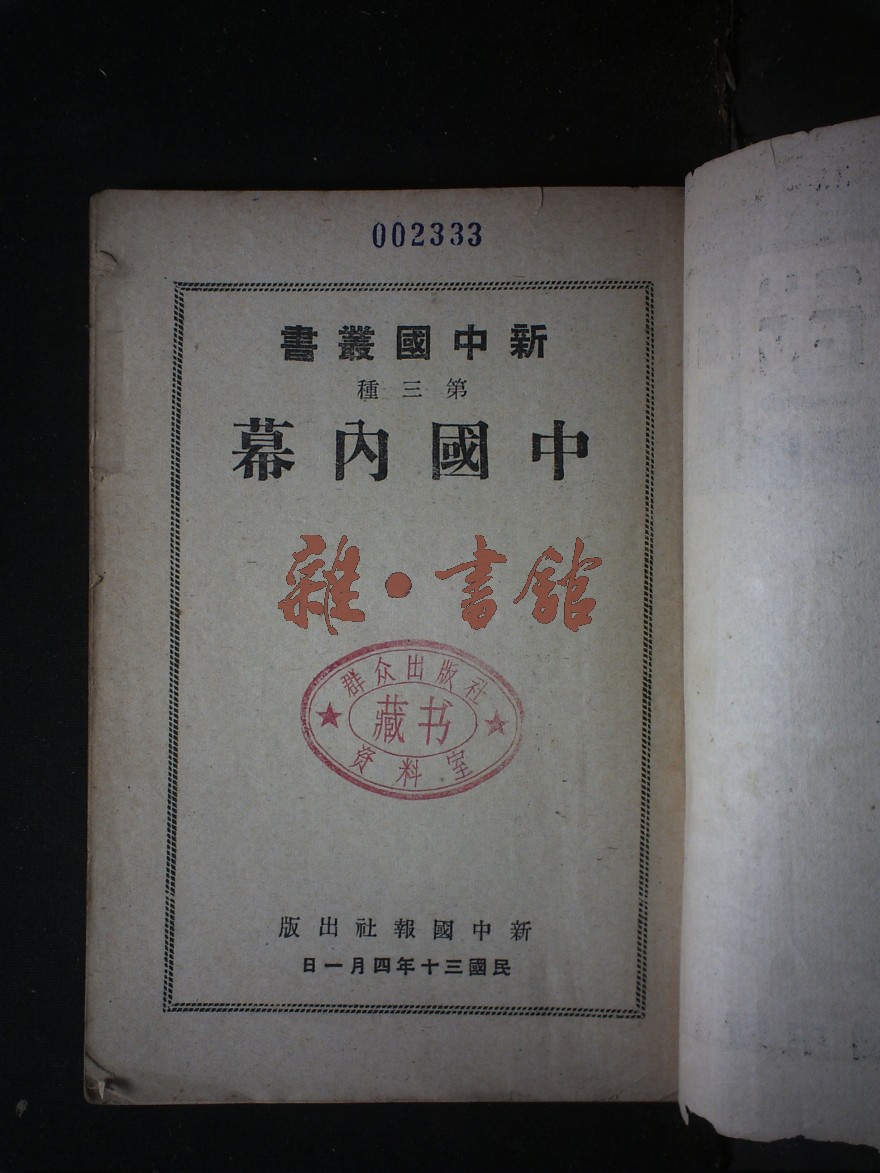 002333
新中國叢書
第三種
中國內幕
雜·書館
群众出版社
藏书
资料室
新中國報社出版
民國三十年四月一日